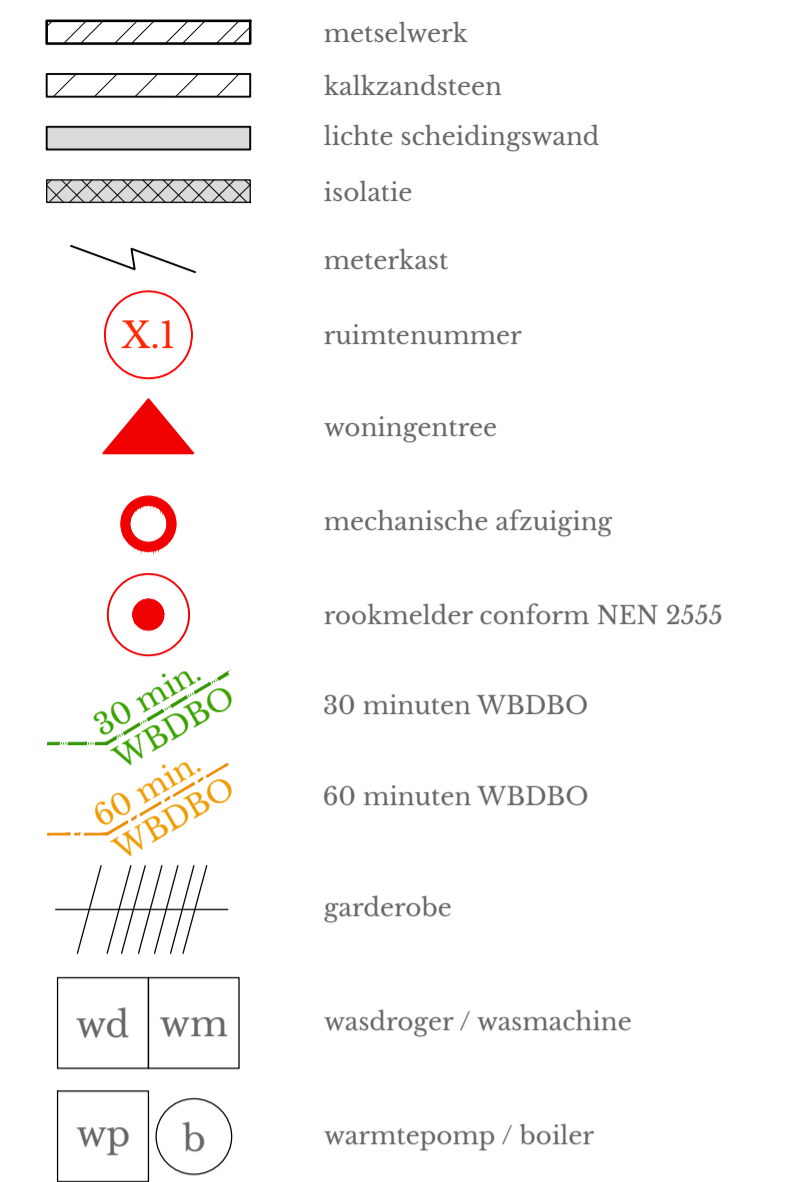 metselwerk
kalkzandsteen
lichte scheidingswand
isolatie
meterkast
X.1 ruimtenummer
woningentree
mechanische afzuiging
rookmelder conform NEN 2555
30 min.
WBDBO
30 minuten WBDBO
60 min.
WBDBO
60 minuten WBDBO
garderobe
wd wm wasdroger / wasmachine
wp b warmtepomp / boiler